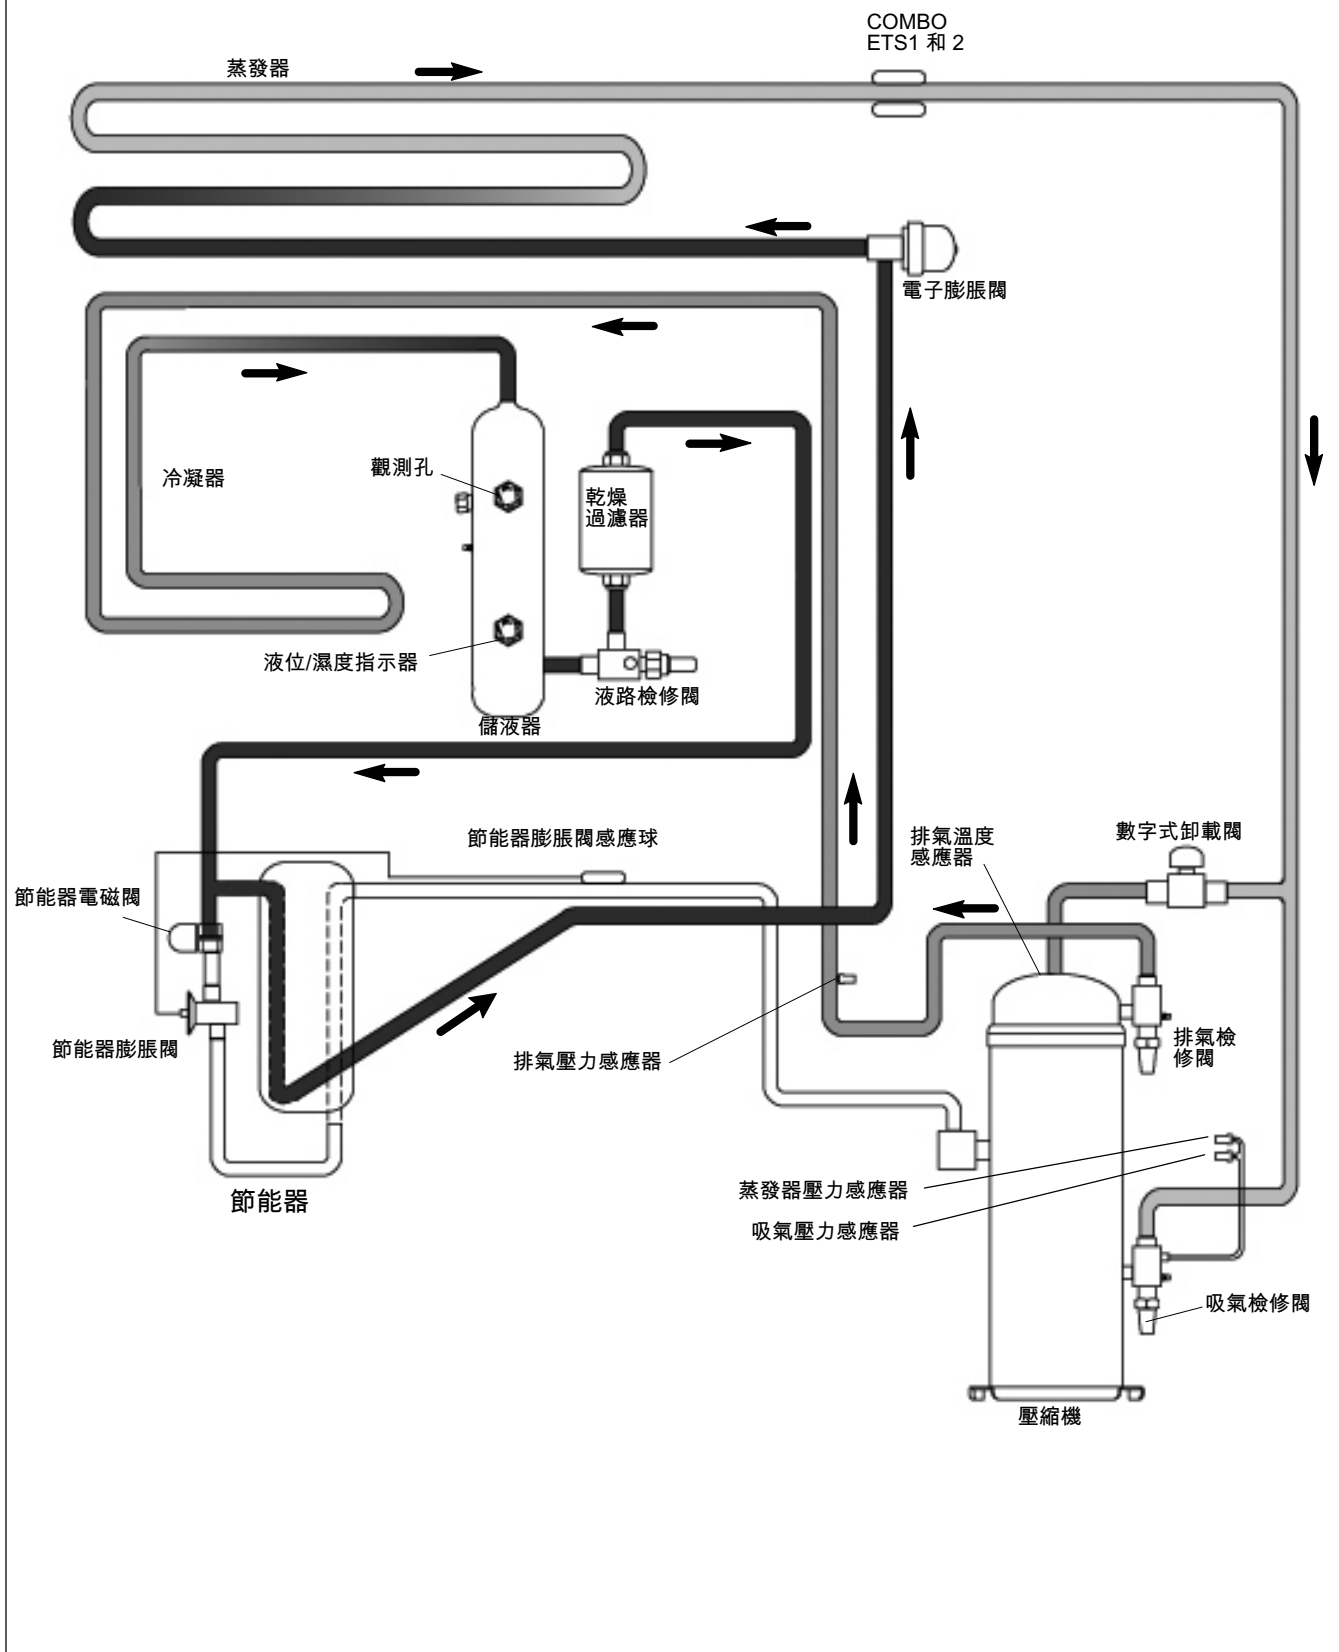 COMBO
ETS1 和 2
蒸發器
電子膨脹閥
觀測孔
冷凝器
乾燥
過濾器
液位/濕度指示器
液路檢修閥
儲液器
節能器膨脹閥感應球
排氣溫度
感應器
數字式卸載閥
節能器電磁閥
節能器膨脹閥
排氣壓力感應器
排氣檢
修閥
蒸發器壓力感應器
節能器
吸氣壓力感應器
吸氣檢修閥
壓縮機